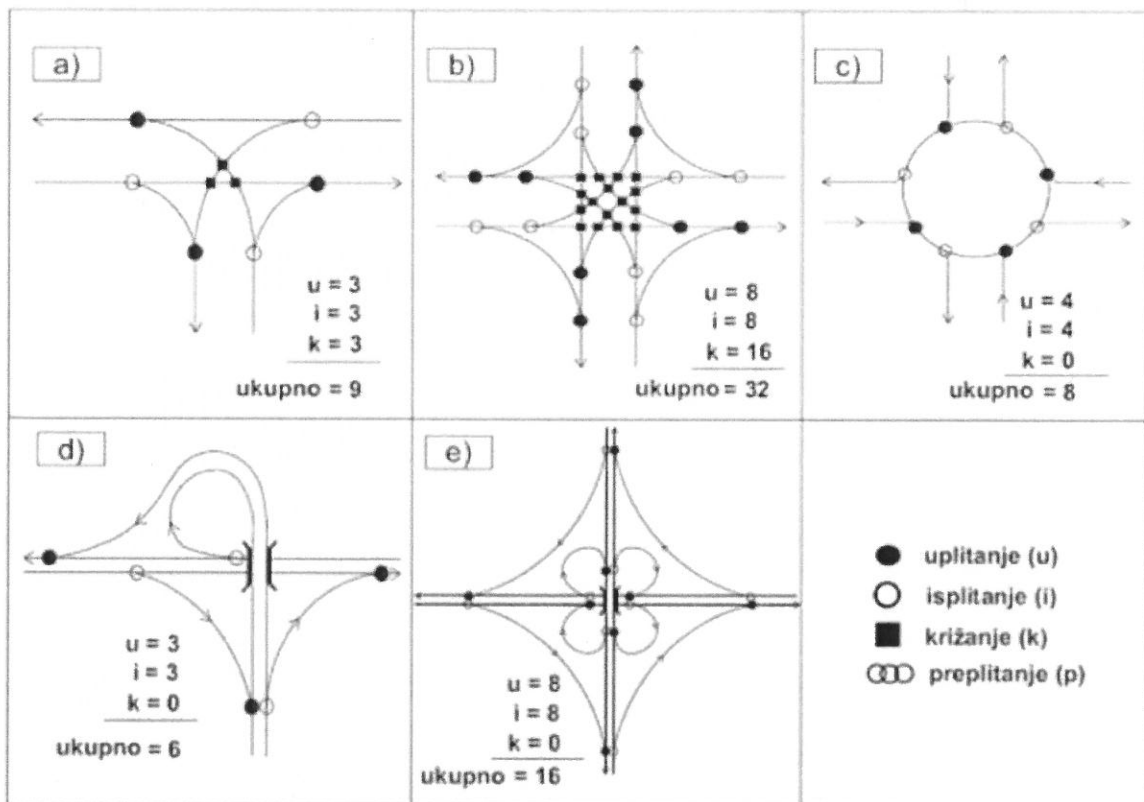 a)
u = 3
i = 3
k = 3
ukupno = 9
b)
u = 8
i = 8
k = 16
ukupno = 32
c)
u = 4
i = 4
k = 0
ukupno = 8
d)
u = 3
i = 3
k = 0
ukupno = 6
e)
u = 8
i = 8
k = 0
ukupno = 16
uplitanje (u)
isplitanje (i)
križanje (k)
preplitanje (p)